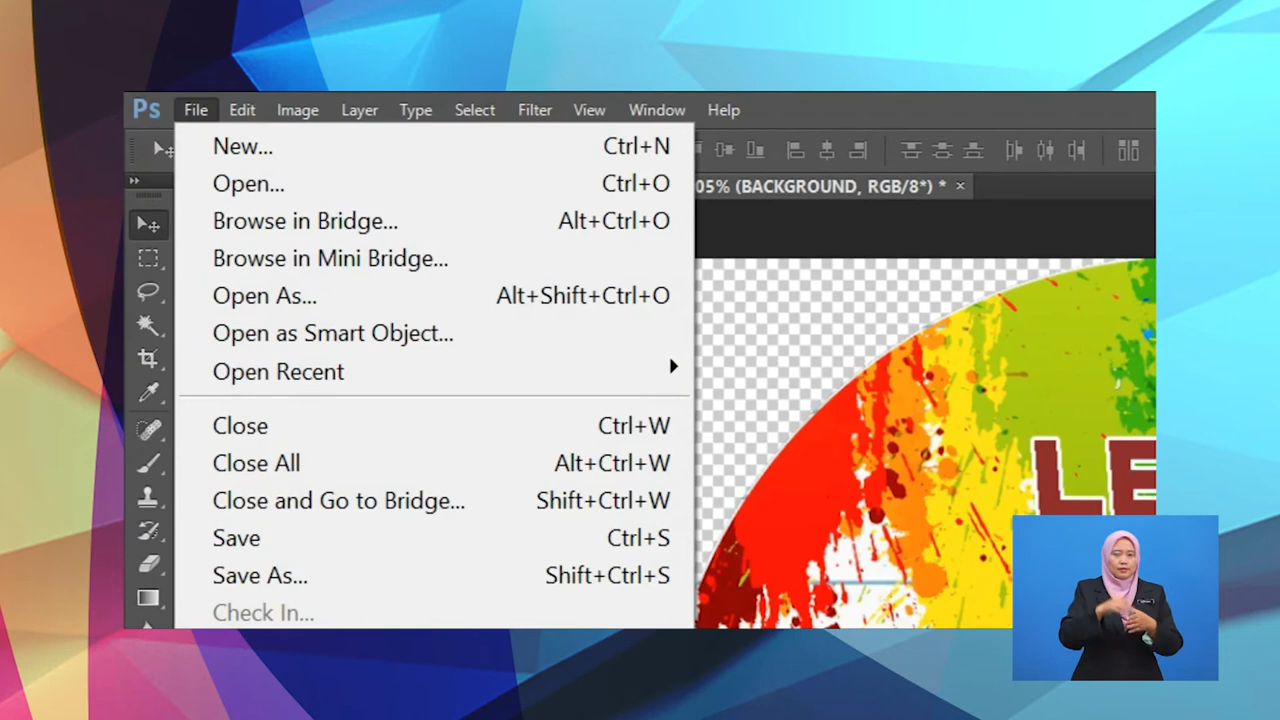 Ps File Edit Image Layer Type Select Filter View Window Help
05% (BACKGROUND, RGB/8*) * ×
New... Ctrl+N
Open... Ctrl+O
Browse in Bridge... Alt+Ctrl+O
Browse in Mini Bridge...
Open As... Alt+Shift+Ctrl+O
Open as Smart Object...
Open Recent
Close Ctrl+W
Close All Alt+Ctrl+W
Close and Go to Bridge... Shift+Ctrl+W
Save Ctrl+S
Save As... Shift+Ctrl+S
Check In...
LE